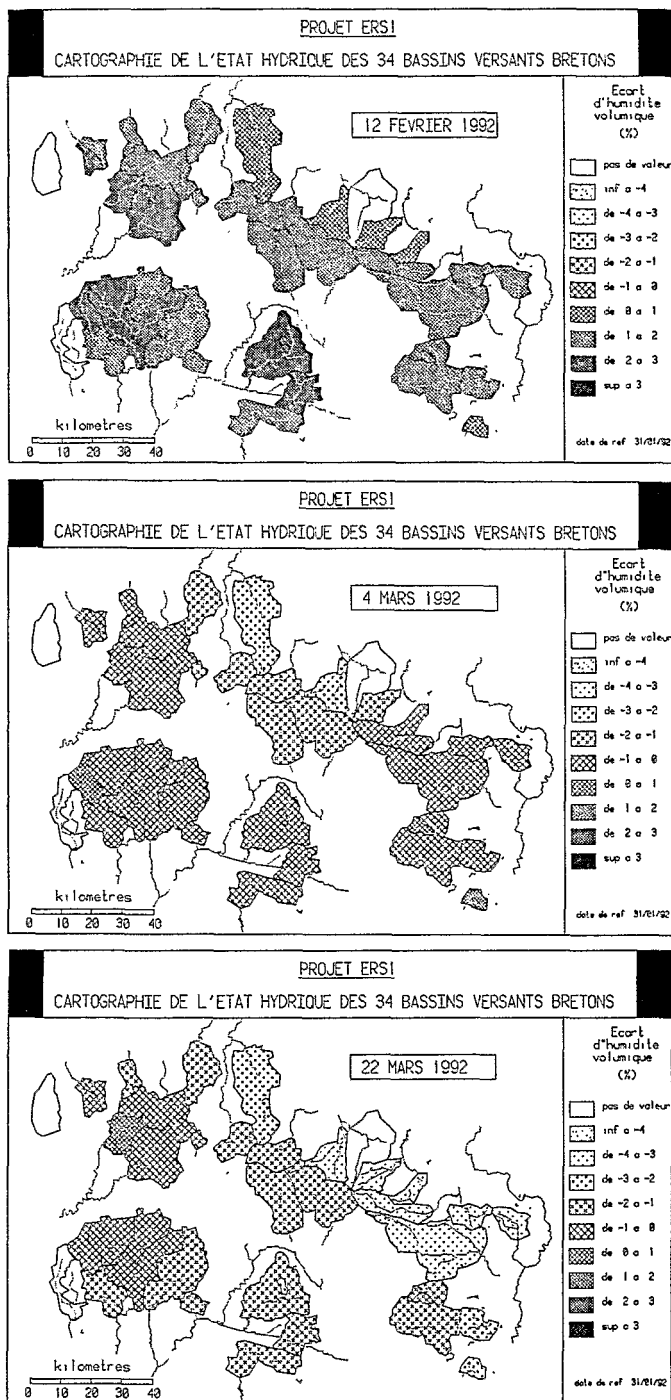 PROJET ERS1
CARTOGRAPHIE DE L'ETAT HYDRIQUE DES 34 BASSINS VERSANTS BRETONS
12 FEVRIER 1992
Ecart
d'humidite
volumique
(%)
pas de valeur
inf a -4
de -4 a -3
de -3 a -2
de -2 a -1
de -1 a 0
de 0 a 1
de 1 a 2
de 2 a 3
sup a 3
kilometres
0 10 20 30 40
date de ref 31/01/92
PROJET ERS1
CARTOGRAPHIE DE L'ETAT HYDRIQUE DES 34 BASSINS VERSANTS BRETONS
4 MARS 1992
Ecart
d'humidite
volumique
(%)
pas de valeur
inf a -4
de -4 a -3
de -3 a -2
de -2 a -1
de -1 a 0
de 0 a 1
de 1 a 2
de 2 a 3
sup a 3
kilometres
0 10 20 30 40
date de ref 31/01/92
PROJET ERS1
CARTOGRAPHIE DE L'ETAT HYDRIQUE DES 34 BASSINS VERSANTS BRETONS
22 MARS 1992
Ecart
d'humidite
volumique
(%)
pas de valeur
inf a -4
de -4 a -3
de -3 a -2
de -2 a -1
de -1 a 0
de 0 a 1
de 1 a 2
de 2 a 3
sup a 3
kilometres
0 10 20 30 40
date de ref 31/01/92